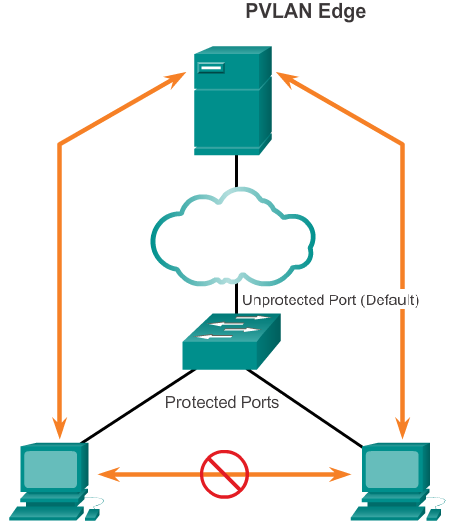 PVLAN Edge
Unprotected Port (Default)
Protected Ports